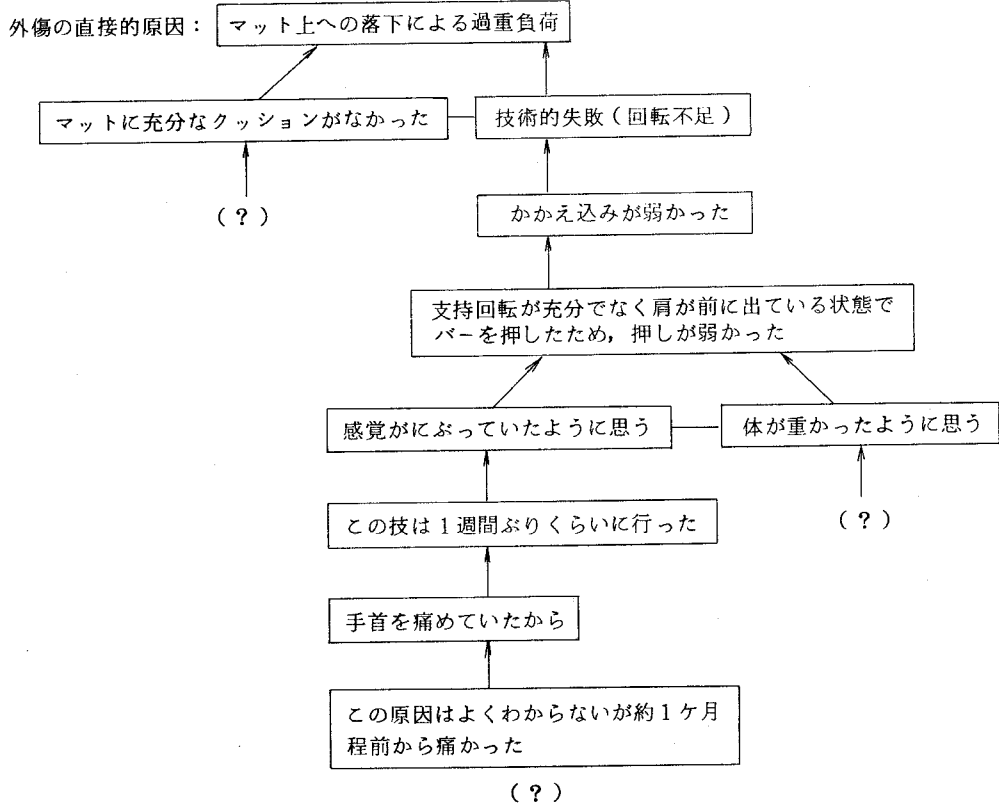 外傷の直接的原因：マット上への落下による過重負荷
マットに充分なクッションがなかった
技術的失敗（回転不足）
（？）
かかえ込みが弱かった
支持回転が充分でなく肩が前に出ている状態で
バーを押したため，押しが弱かった
感覚がにぶっていたように思う
体が重かったように思う
この技は１週間ぶりくらいに行った
（？）
手首を痛めていたから
この原因はよくわからないが約１ケ月
程前から痛かった
（？）